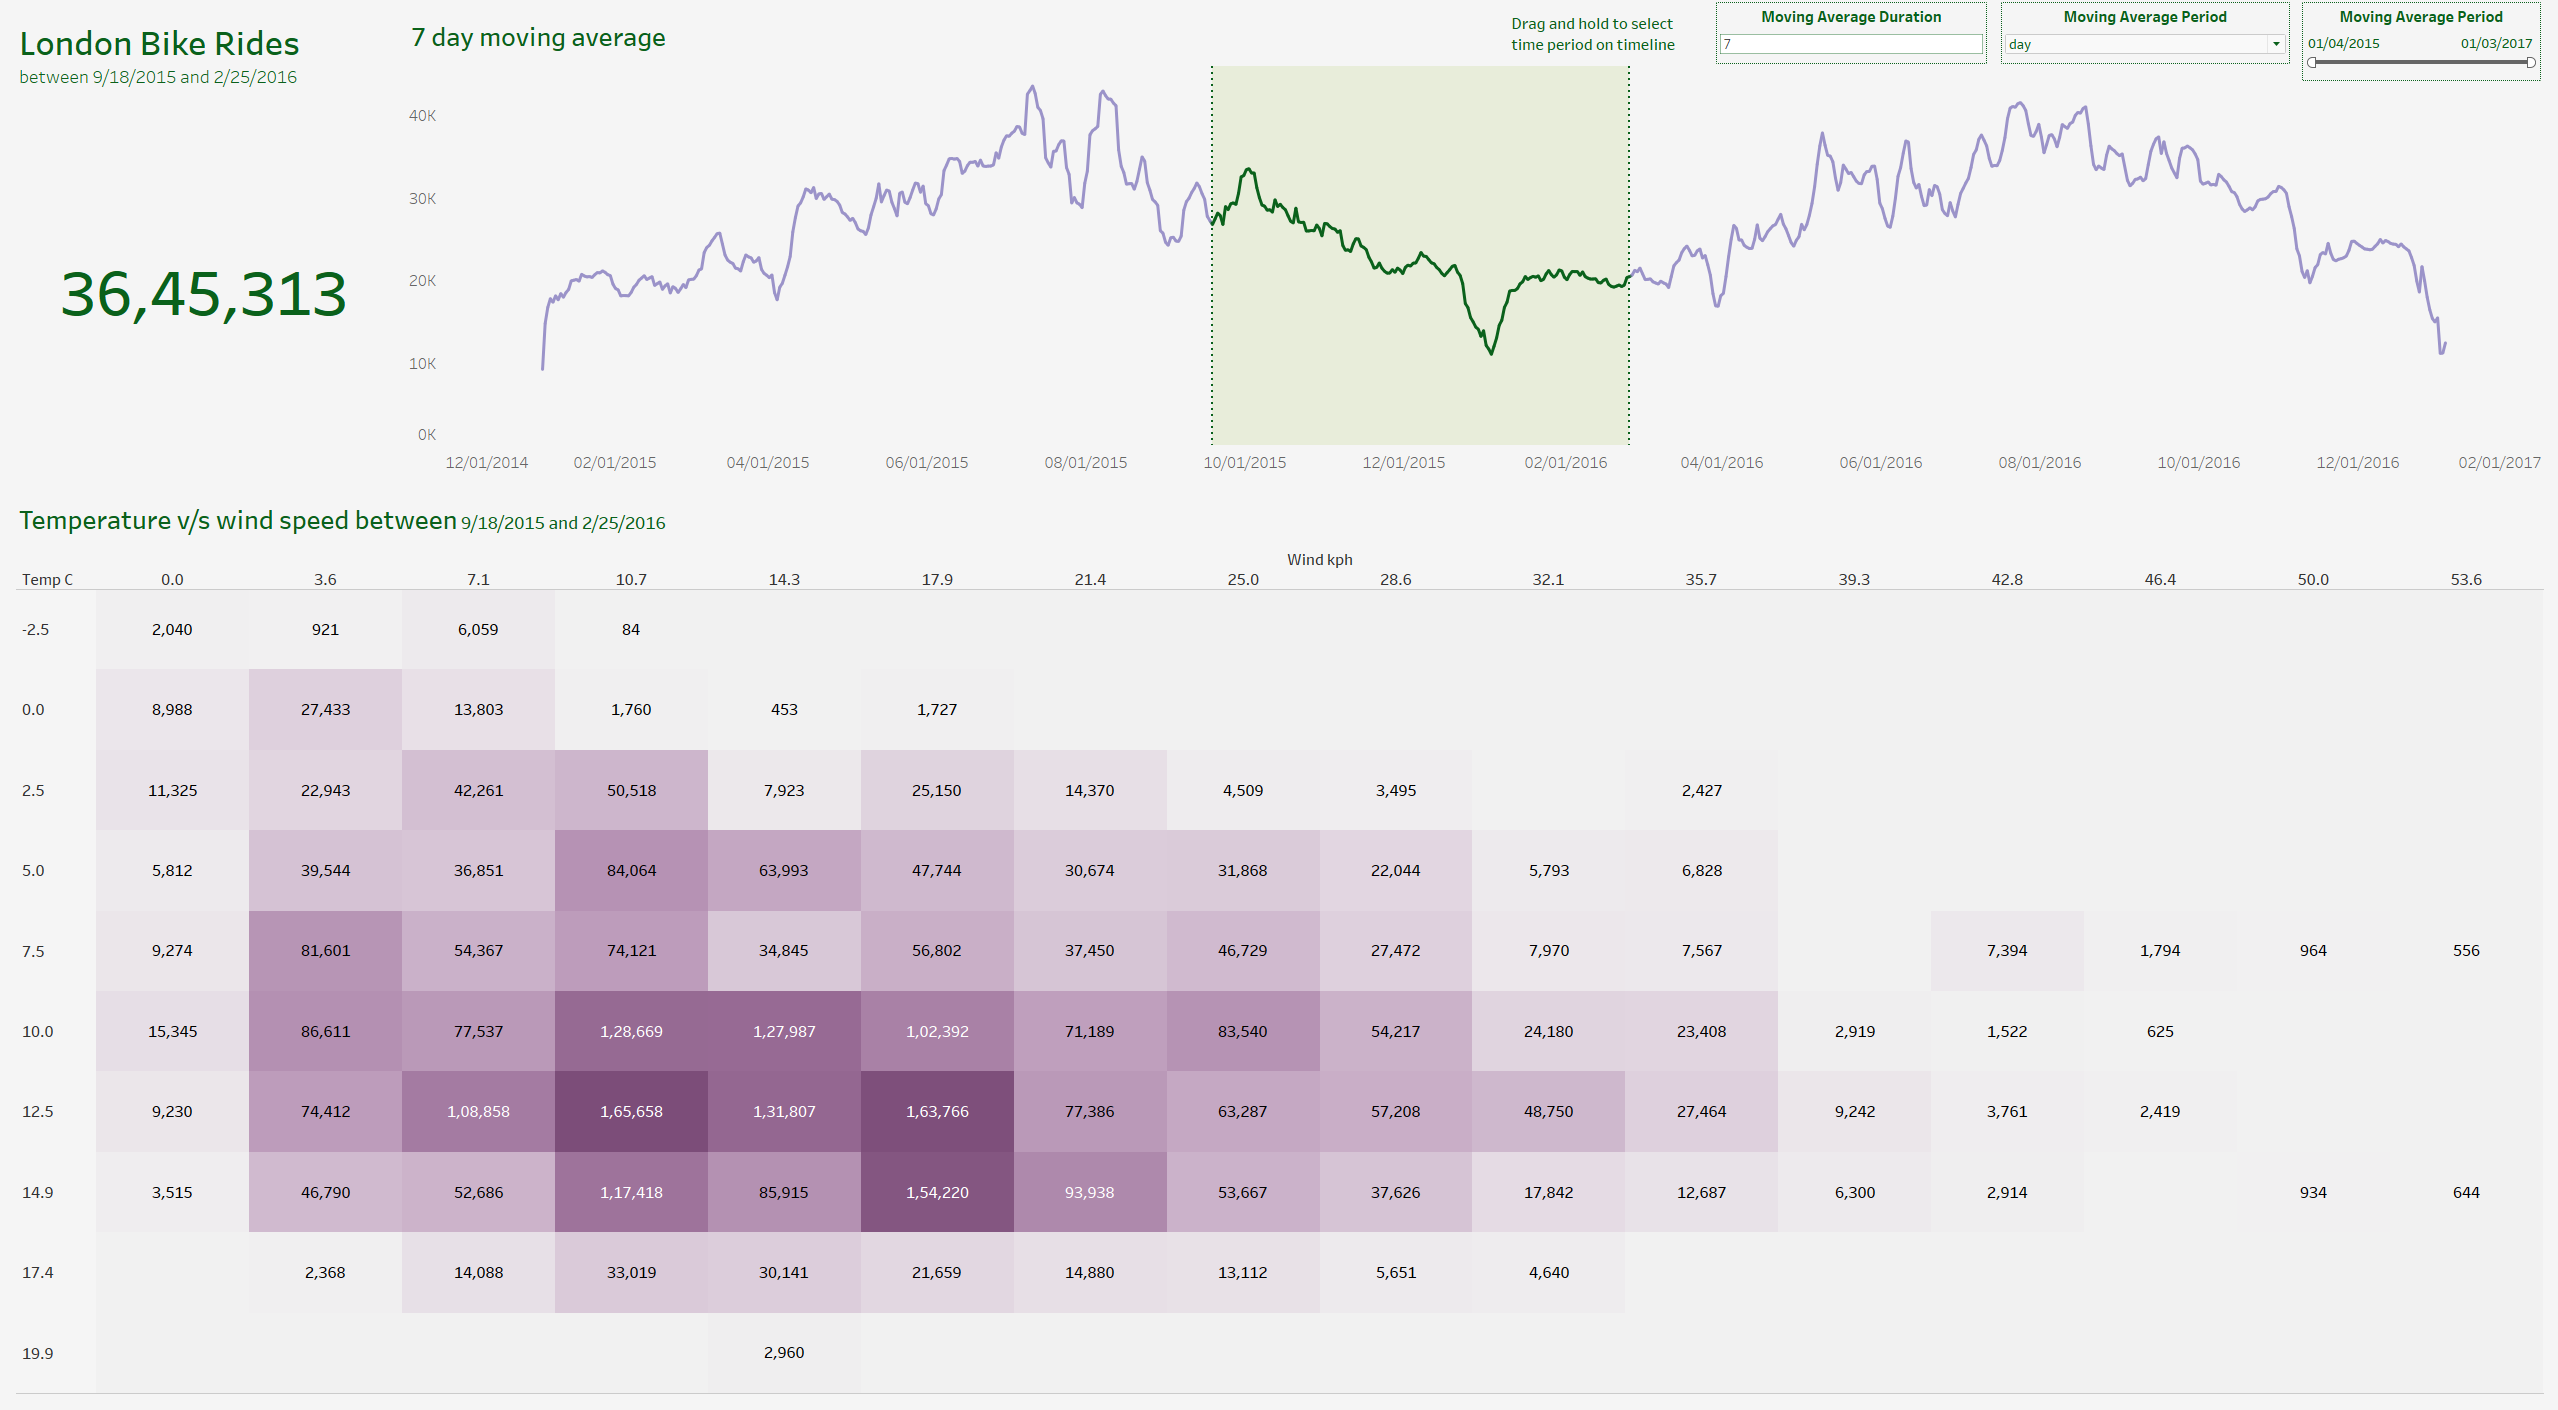 London Bike Rides
between 9/18/2015 and 2/25/2016
36,45,313
7 day moving average
Drag and hold to select
time period on timeline
Moving Average Duration
7
Moving Average Period
day
Moving Average Period
01/04/2015 01/03/2017
40K
30K
20K
10K
0K
12/01/2014 02/01/2015 04/01/2015 06/01/2015 08/01/2015 10/01/2015 12/01/2015 02/01/2016 04/01/2016 06/01/2016 08/01/2016 10/01/2016 12/01/2016 02/01/2017
Temperature v/s wind speed between 9/18/2015 and 2/25/2016
Wind kph
Temp C 0.0 3.6 7.1 10.7 14.3 17.9 21.4 25.0 28.6 32.1 35.7 39.3 42.8 46.4 50.0 53.6
-2.5 2,040 921 6,059 84
0.0 8,988 27,433 13,803 1,760 453 1,727
2.5 11,325 22,943 42,261 50,518 7,923 25,150 14,370 4,509 3,495 2,427
5.0 5,812 39,544 36,851 84,064 63,993 47,744 30,674 31,868 22,044 5,793 6,828
7.5 9,274 81,601 54,367 74,121 34,845 56,802 37,450 46,729 27,472 7,970 7,567 7,394 1,794 964 556
10.0 15,345 86,611 77,537 1,28,669 1,27,987 1,02,392 71,189 83,540 54,217 24,180 23,408 2,919 1,522 625
12.5 9,230 74,412 1,08,858 1,65,658 1,31,807 1,63,766 77,386 63,287 57,208 48,750 27,464 9,242 3,761 2,419
14.9 3,515 46,790 52,686 1,17,418 85,915 1,54,220 93,938 53,667 37,626 17,842 12,687 6,300 2,914 934 644
17.4 2,368 14,088 33,019 30,141 21,659 14,880 13,112 5,651 4,640
19.9 2,960